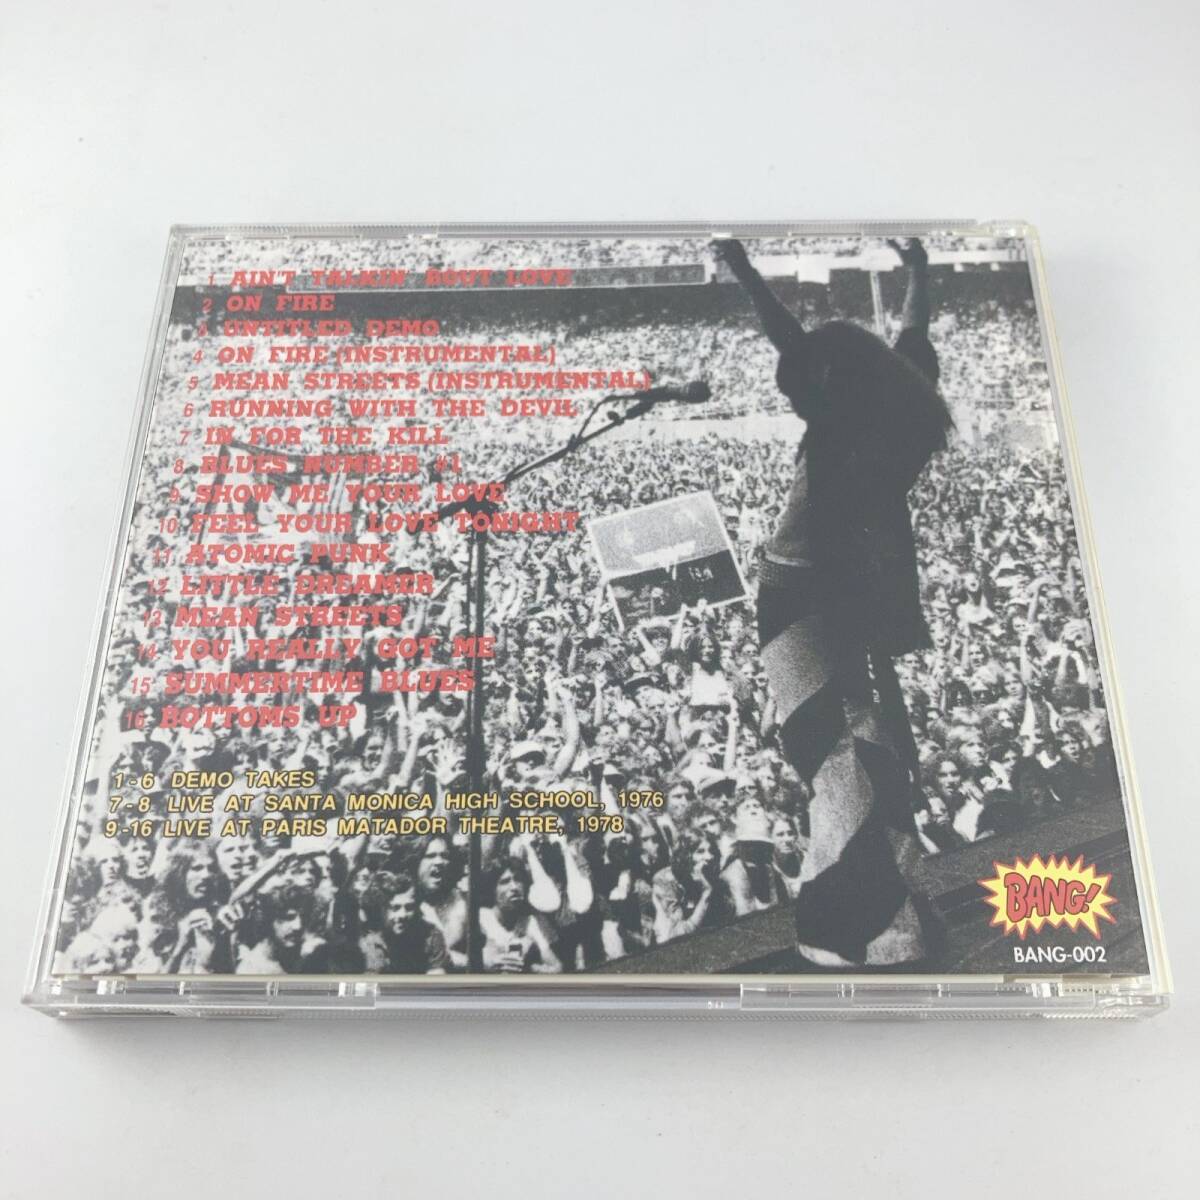 1 AIN'T TALKIN' BOUT LOVE
2 ON FIRE
3 UNTITLED DEMO
4 ON FIRE (INSTRUMENTAL)
5 MEAN STREETS (INSTRUMENTAL)
6 RUNNING WITH THE DEVIL
7 IN FOR THE KILL
8 BLUES NUMBER #1
9 SHOW ME YOUR LOVE
10 FEEL YOUR LOVE TONIGHT
11 ATOMIC PUNK
12 LITTLE DREAMER
13 MEAN STREETS
14 YOU REALLY GOT ME
15 SUMMERTIME BLUES
16 BOTTOMS UP
1-6 DEMO TAKES
7-8 LIVE AT SANTA MONICA HIGH SCHOOL, 1976
9-16 LIVE AT PARIS MATADOR THEATRE, 1978
BANG!
BANG-002